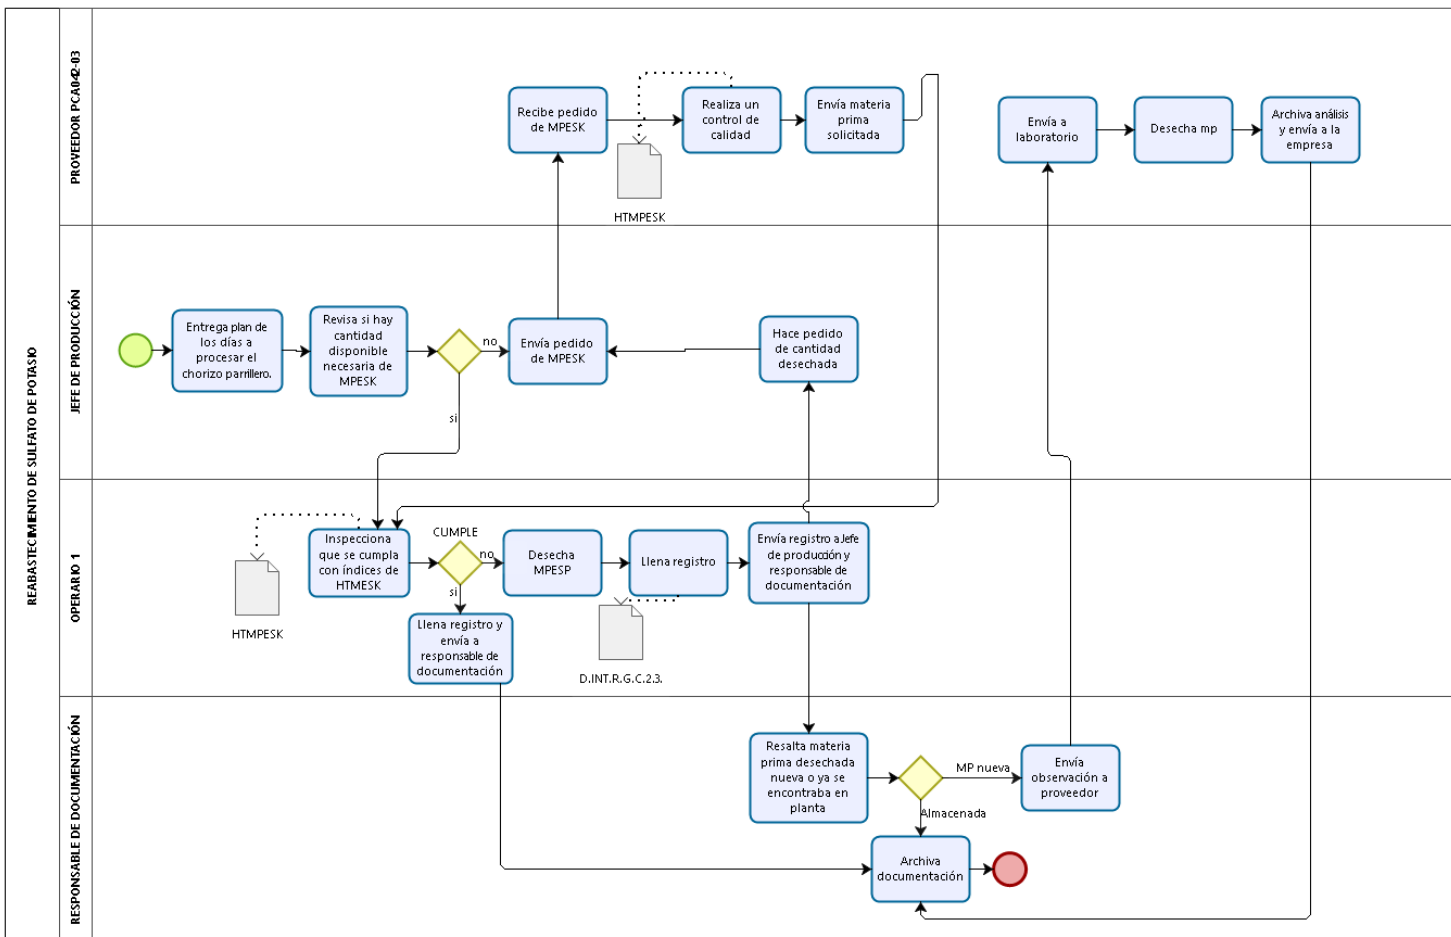 REABASTECIMIENTO DE SULFATO DE POTASIO
PROVEEDOR PCA042-03
Recibe pedido
de MPESK
Realiza un
control de
calidad
Envía materia
prima
solicitada
HTMPESK
Envía a
laboratorio
Desecha mp
Archiva análisis
y envía a la
empresa
JEFE DE PRODUCCIÓN
Entrega plan de
los días a
procesar el
chorizo parrillero.
Revisa si hay
cantidad
disponible
necesaria de
MPESK
no
si
Envía pedido
de MPESK
Hace pedido
de cantidad
desechada
OPERARIO 1
Inspecciona
que se cumpla
con índices de
HTMESK
HTMPESK
CUMPLE
no
si
Desecha
MPESP
Llena registro
D.INT.R.G.C.2.3.
Envía registro a Jefe
de producción y
responsable de
documentación
Llena registro y
envía a
responsable de
documentación
RESPONSABLE DE DOCUMENTACIÓN
Resalta materia
prima desechada
nueva o ya se
encontraba en
planta
MP nueva
Almacenada
Envía
observación a
proveedor
Archiva
documentación